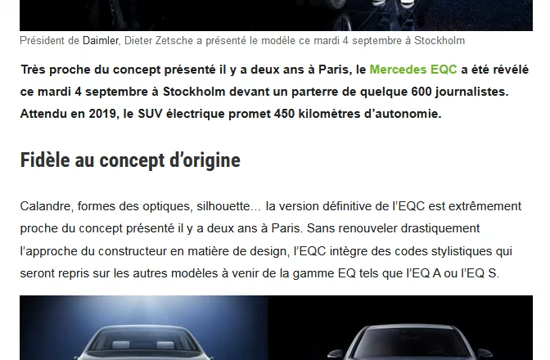 Président de Daimler, Dieter Zetsche a présenté le modèle ce mardi 4 septembre à Stockholm
Très proche du concept présenté il y a deux ans à Paris, le Mercedes EQC a été révélé
ce mardi 4 septembre à Stockholm devant un parterre de quelque 600 journalistes.
Attendu en 2019, le SUV électrique promet 450 kilomètres d’autonomie.
Fidèle au concept d’origine
Calandre, formes des optiques, silhouette… la version définitive de l’EQC est extrêmement
proche du concept présenté il y a deux ans à Paris. Sans renouveler drastiquement
l’approche du constructeur en matière de design, l’EQC intègre des codes stylistiques qui
seront repris sur les autres modèles à venir de la gamme EQ tels que l’EQ A ou l’EQ S.